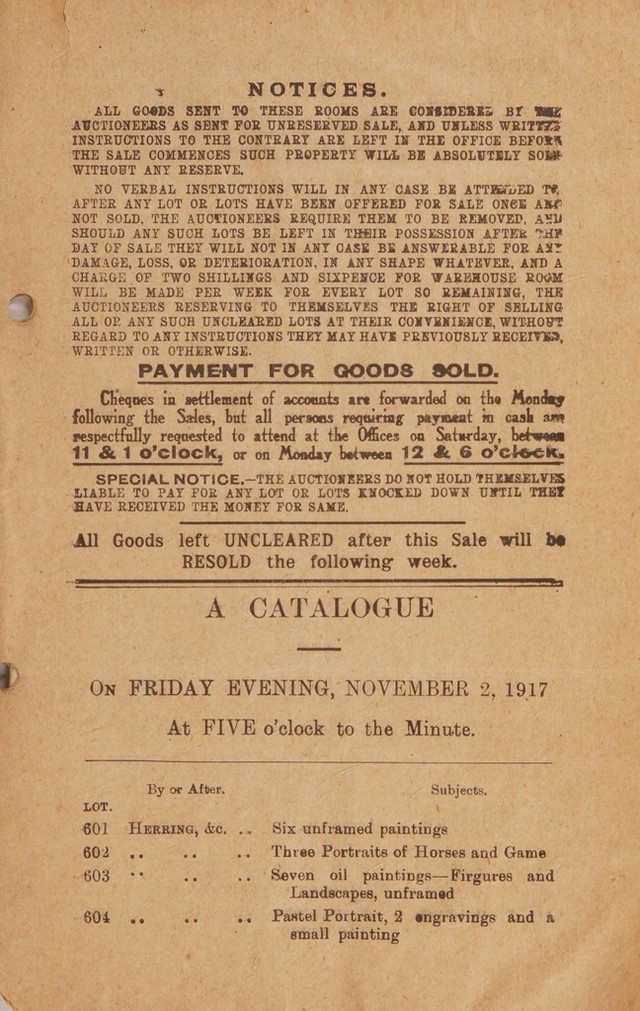 NOTICES.
ALL GOODS SENT TO THESE ROOMS ARE CONSIDERED BY THE
AUCTIONEERS AS SENT FOR UNRESERVED SALE, AND UNLESS WRITTEN
INSTRUCTIONS TO THE CONTRARY ARE LEFT IN THE OFFICE BEFORE
THE SALE COMMENCES SUCH PROPERTY WILL BE ABSOLUTELY SOLD
WITHOUT ANY RESERVE.
NO VERBAL INSTRUCTIONS WILL IN ANY CASE BE ATTENDED TO,
AFTER ANY LOT OR LOTS HAVE BEEN OFFERED FOR SALE ONCE AND
NOT SOLD, THE AUCTIONEERS REQUIRE THEM TO BE REMOVED, AND
SHOULD ANY SUCH LOTS BE LEFT IN THEIR POSSESSION AFTER THE
DAY OF SALE THEY WILL NOT IN ANY CASE BE ANSWERABLE FOR ANY
DAMAGE, LOSS, OR DETERIORATION, IN ANY SHAPE WHATEVER, AND A
CHARGE OF TWO SHILLINGS AND SIXPENCE FOR WAREHOUSE ROOM
WILL BE MADE PER WEEK FOR EVERY LOT SO REMAINING, THE
AUCTIONEERS RESERVING TO THEMSELVES THE RIGHT OF SELLING
ALL OR ANY SUCH UNCLEARED LOTS AT THEIR CONVENIENCE, WITHOUT
REGARD TO ANY INSTRUCTIONS THEY MAY HAVE PREVIOUSLY RECEIVED,
WRITTEN OR OTHERWISE.
PAYMENT FOR GOODS SOLD.
Cheques in settlement of accounts are forwarded on the Monday
following the Sales, but all persons requiring payment in cash are
respectfully requested to attend at the Offices on Saturday, between
11 & 1 o'clock, or on Monday between 12 & 6 o'clock.
SPECIAL NOTICE.—THE AUCTIONEERS DO NOT HOLD THEMSELVES
LIABLE TO PAY FOR ANY LOT OR LOTS KNOCKED DOWN UNTIL THEY
HAVE RECEIVED THE MONEY FOR SAME.
All Goods left UNCLEARED after this Sale will be
RESOLD the following week.
A CATALOGUE
ON FRIDAY EVENING, NOVEMBER 2, 1917
At FIVE o'clock to the Minute.
By or After. Subjects.
LOT.
601 HERRING, &c. .. Six unframed paintings
602 .. .. .. Three Portraits of Horses and Game
603 .. .. .. Seven oil paintings—Firgures and
Landscapes, unframed
604 .. .. .. Pastel Portrait, 2 engravings and a
small painting